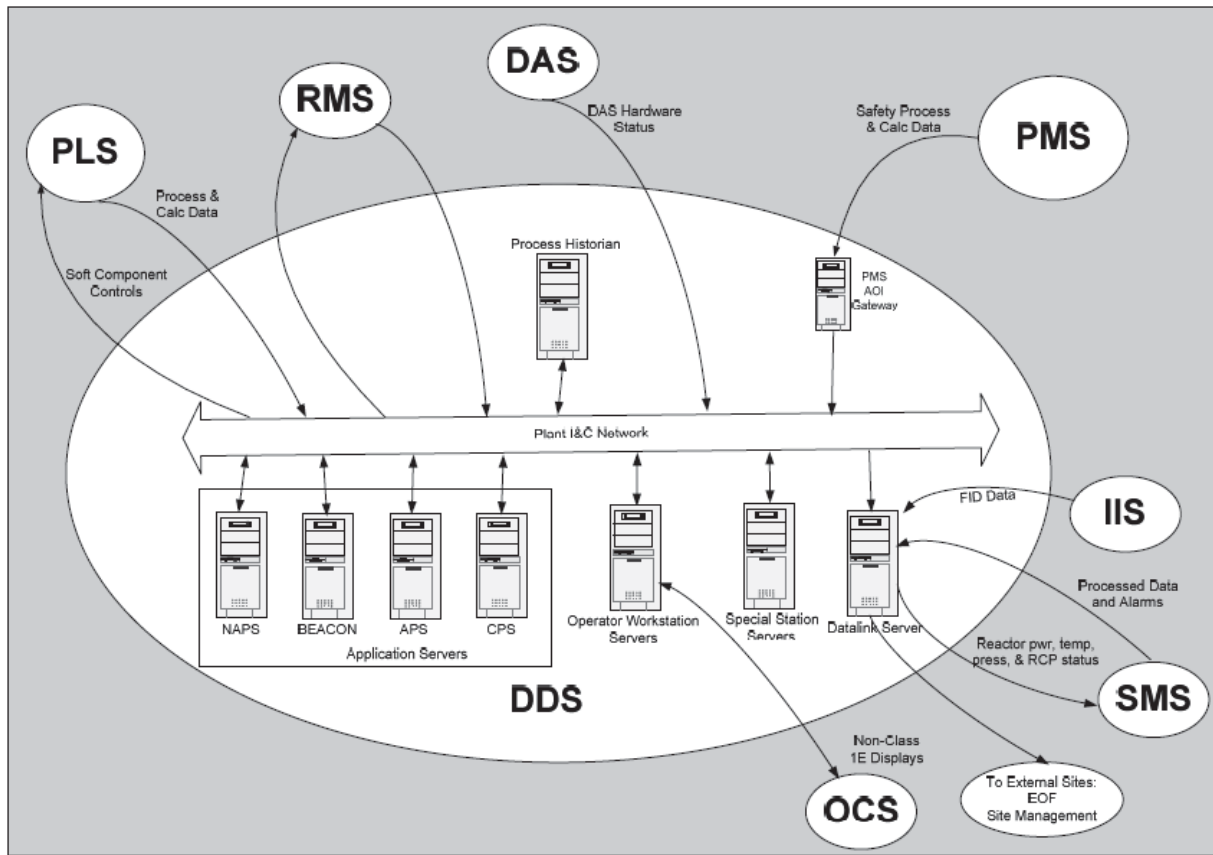 DAS
RMS
DAS Hardware
Status
Safety Process
& Calc Data
PMS
PLS
Process &
Calc Data
Soft Component
Controls
Process Historian
PMS
AOI
Gateway
Plant I&C Network
FID Data
IIS
Processed Data
and Alarms
NAPS
BEACON
APS
CPS
Application Servers
Operator Workstation
Servers
Special Station
Servers
Datalink Server
Reactor pwr, temp,
press, & RCP status
DDS
SMS
Non-Class
1E Displays
OCS
To External Sites:
EOF
Site Management